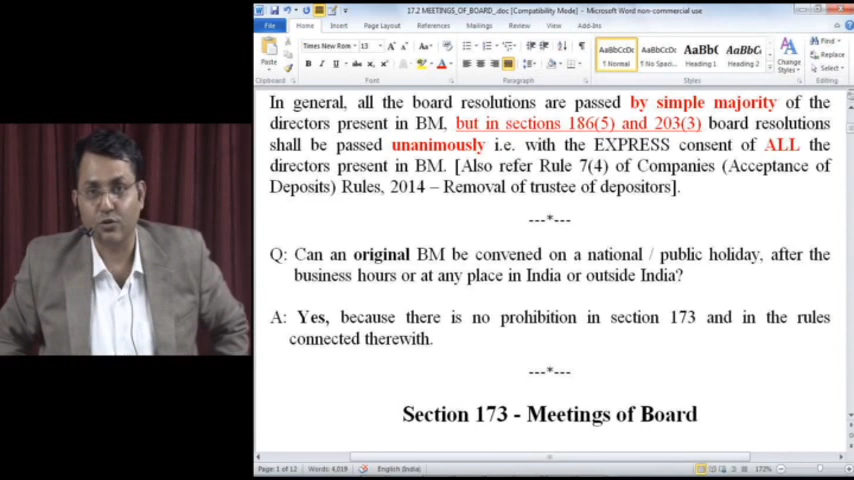 17.2 MEETINGS_OF_BOARD_.doc [Compatibility Mode] - Microsoft Word non-commercial use
File Home Insert Page Layout References Mailings Review View Add-Ins
Times New Rom 13
Paste
AaBbCcDc AaBbCcDc AaBbC AaBbCc
¶ Normal ¶ No Spaci... Heading 1 Heading 2
Change Styles
Find
Replace
Select
Clipboard Font Paragraph Styles Editing
In general, all the board resolutions are passed by simple majority of the
directors present in BM, but in sections 186(5) and 203(3) board resolutions
shall be passed unanimously i.e. with the EXPRESS consent of ALL the
directors present in BM. [Also refer Rule 7(4) of Companies (Acceptance of
Deposits) Rules, 2014 – Removal of trustee of depositors].
---*---
Q: Can an original BM be convened on a national / public holiday, after the
business hours or at any place in India or outside India?
A: Yes, because there is no prohibition in section 173 and in the rules
connected therewith.
---*---
Section 173 - Meetings of Board
Page: 1 of 12 Words: 4,019 English (India) 172%